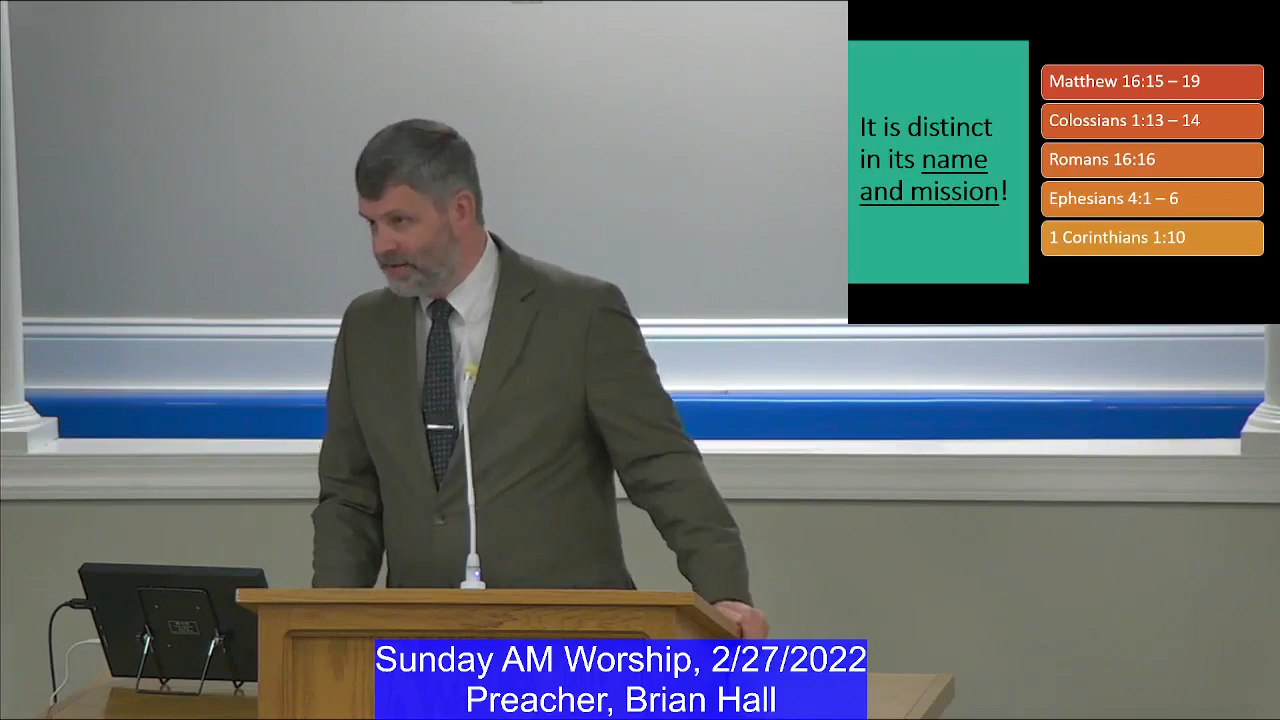 It is distinct
in its name
and mission!
Matthew 16:15 – 19
Colossians 1:13 – 14
Romans 16:16
Ephesians 4:1 – 6
1 Corinthians 1:10
Sunday AM Worship, 2/27/2022
Preacher, Brian Hall